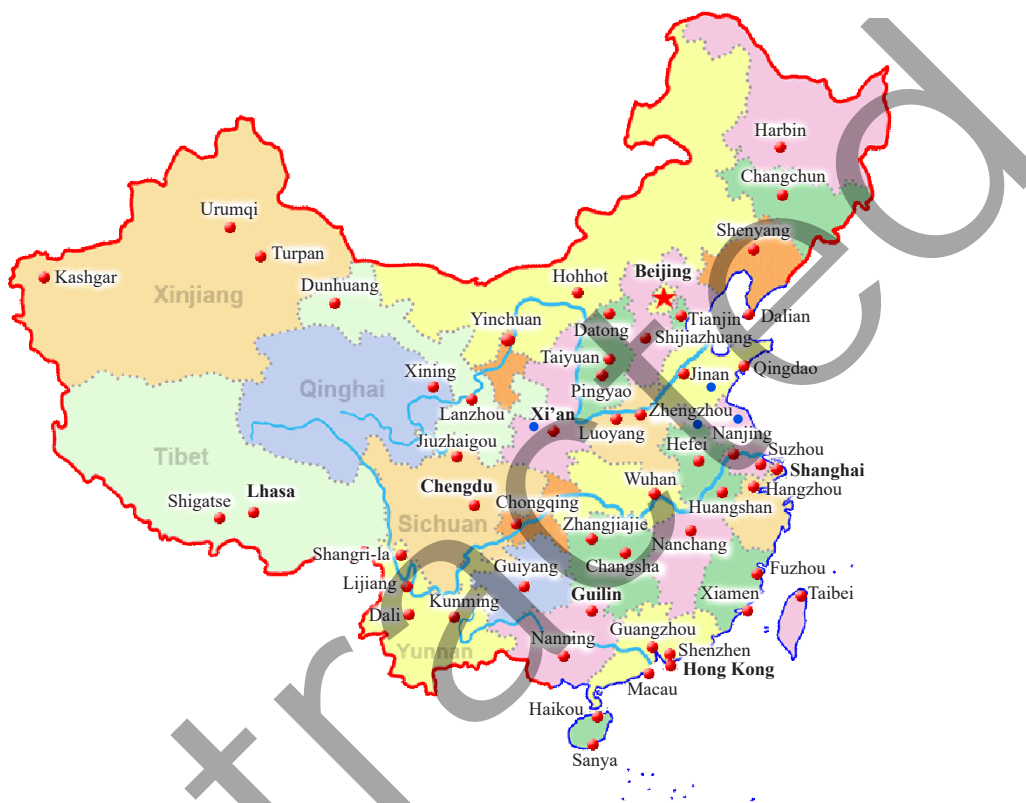 Harbin
Changchun
Urumqi
Shenyang
Turpan
Kashgar
Beijing
Hohhot
Dunhuang
Xinjiang
Yinchuan
Datong
Tianjin
Dalian
Shijiazhuang
Taiyuan
Qingdao
Xining
Qinghai
Pingyao
Jinan
Lanzhou
Xi’an
Zhengzhou
Luoyang
Nanjing
Jiuzhaigou
Hefei
Suzhou
Tibet
Shanghai
Wuhan
Hangzhou
Chengdu
Lhasa
Shigatse
Chongqing
Huangshan
Sichuan
Zhangjiajie
Nanchang
Shangri-la
Changsha
Guiyang
Fuzhou
Lijiang
Guilin
Xiamen
Taibei
Kunming
Dali
Guangzhou
Nanning
Yunnan
Shenzhen
Hong Kong
Macau
Haikou
Sanya
tracted